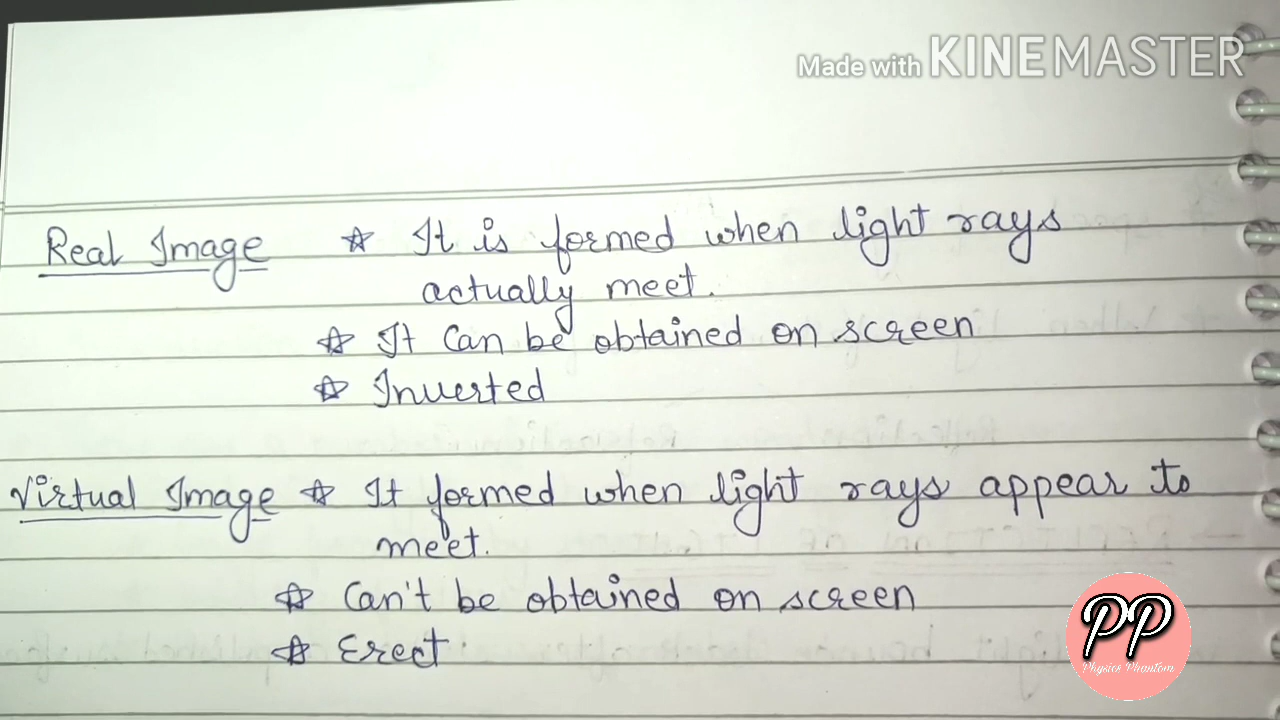 Made with KINEMASTER
Real Image ☆ It is formed when light rays
actually meet.
☆ It Can be obtained on screen
☆ Inverted
Virtual Image ☆ It formed when light rays appear to
meet.
☆ Can't be obtained on screen
☆ Erect
PP
Physics Phantom